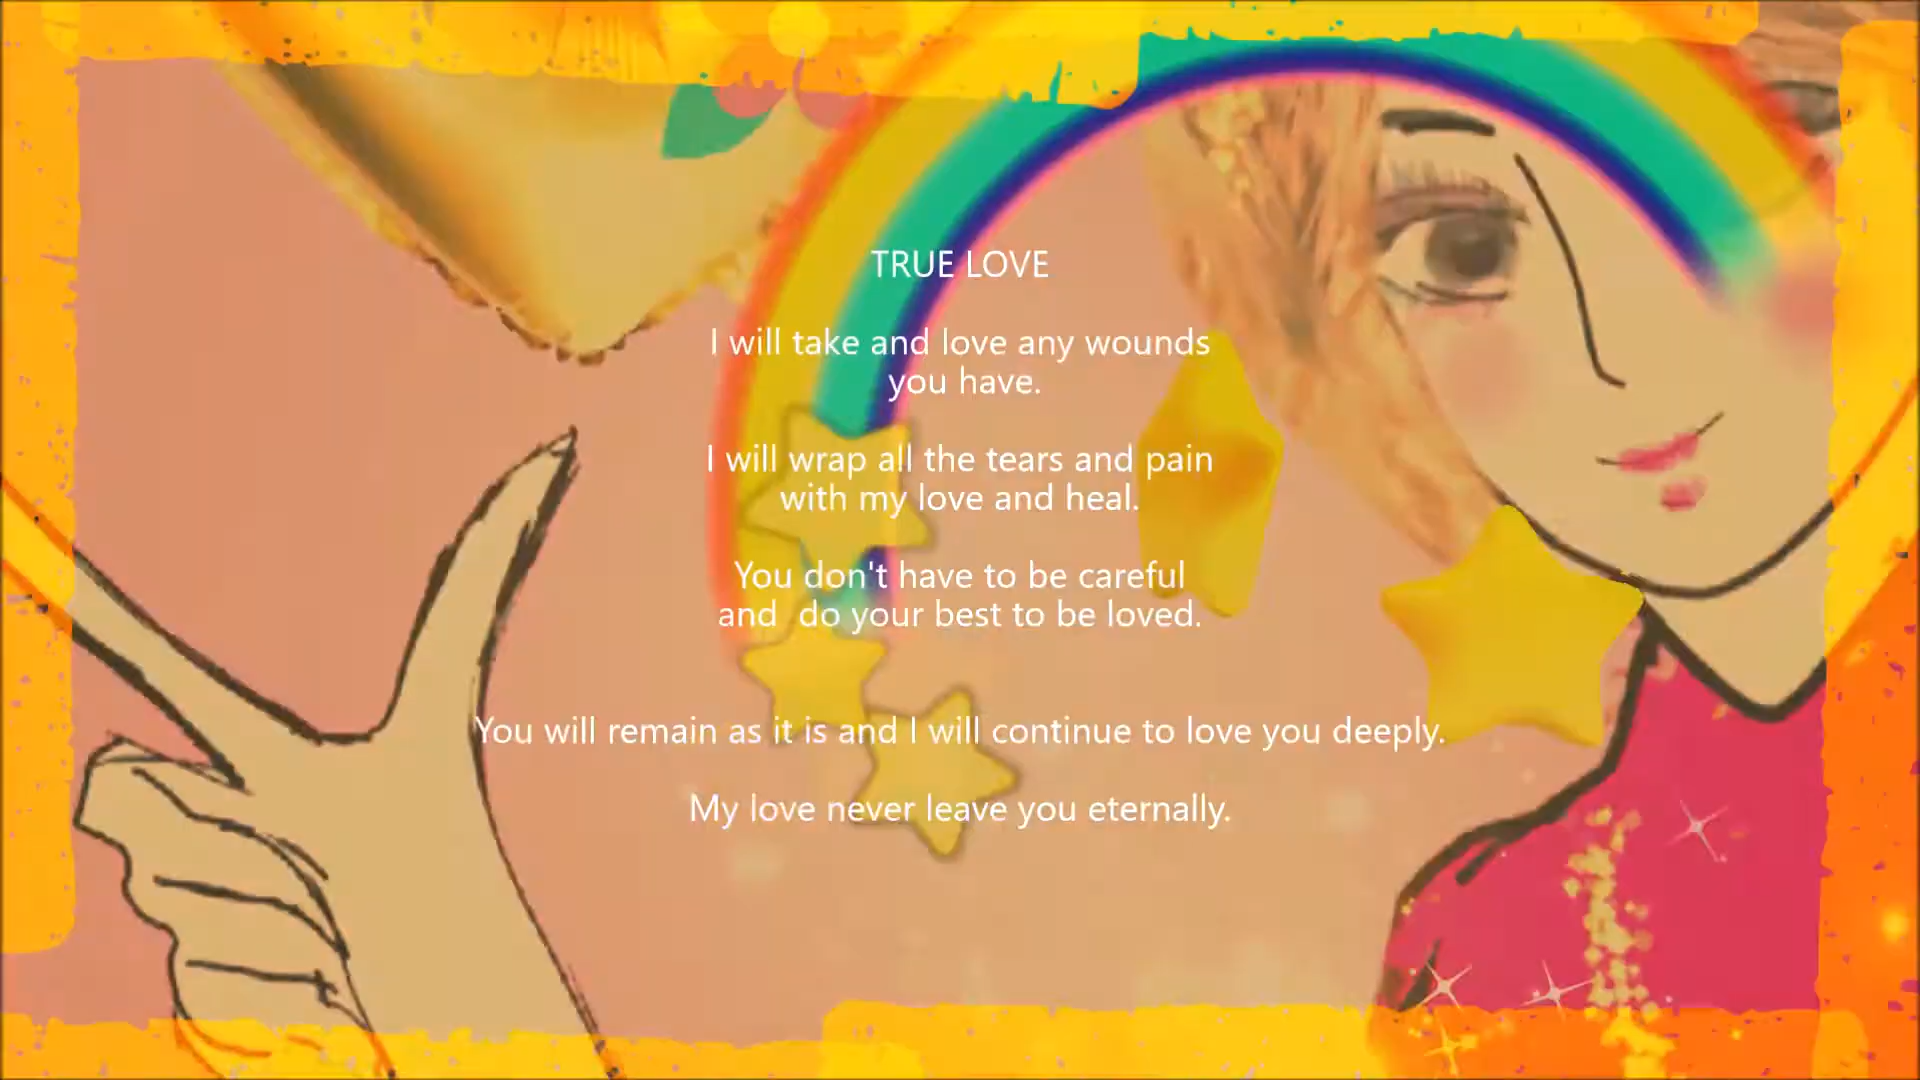 TRUE LOVE
I will take and love any wounds
you have.
I will wrap all the tears and pain
with my love and heal.
You don't have to be careful
and  do your best to be loved.
You will remain as it is and I will continue to love you deeply.
My love never leave you eternally.